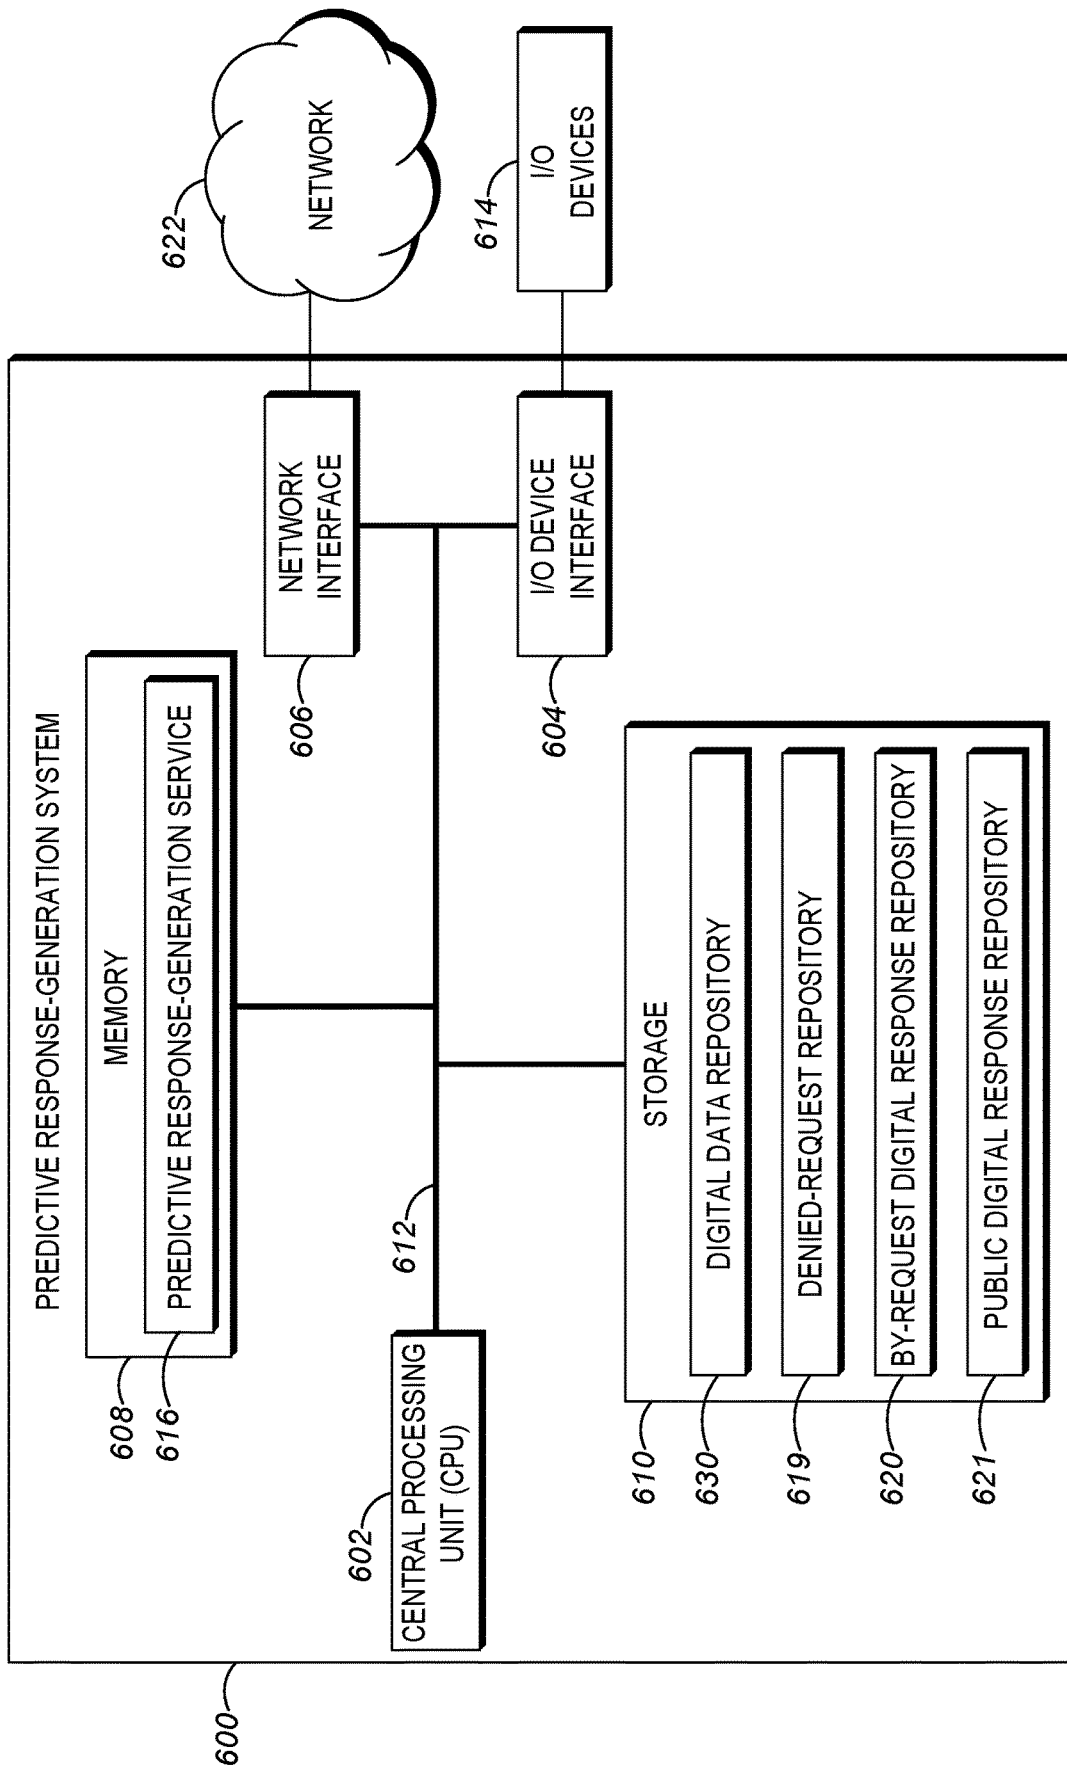 600
PREDICTIVE RESPONSE-GENERATION SYSTEM
608
MEMORY
616
PREDICTIVE RESPONSE-GENERATION SERVICE
602
CENTRAL PROCESSING
UNIT (CPU)
612
606
NETWORK
INTERFACE
622
NETWORK
604
I/O DEVICE
INTERFACE
614
I/O
DEVICES
610
STORAGE
630
DIGITAL DATA REPOSITORY
619
DENIED-REQUEST REPOSITORY
620
BY-REQUEST DIGITAL RESPONSE REPOSITORY
621
PUBLIC DIGITAL RESPONSE REPOSITORY